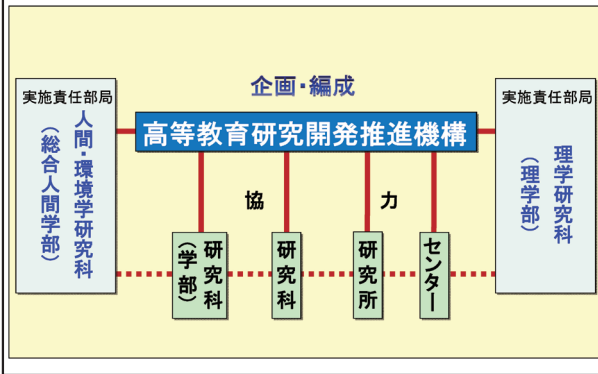 企画・編成
実施責任部局
人間・環境学研究科
（総合人間学部）
高等教育研究開発推進機構
実施責任部局
理学研究科
（理学部）
協　力
研究科
（学部）
研究科
研究所
センター